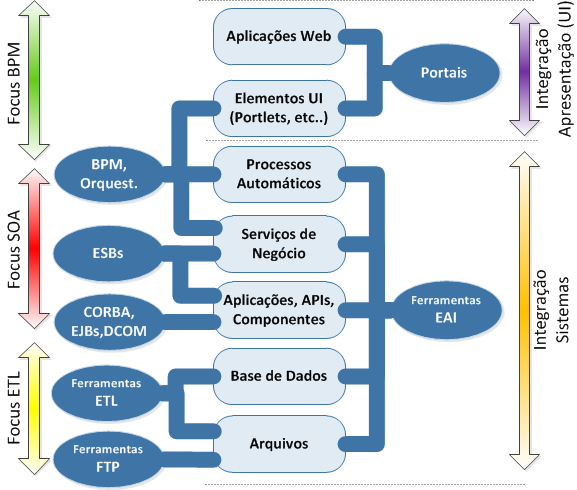 Focus BPM
Focus SOA
Focus ETL
BPM,
Orquest.
ESBs
CORBA,
EJBs,DCOM
Ferramentas
ETL
Ferramentas
FTP
Aplicações Web
Elementos UI
(Portlets, etc..)
Processos
Automáticos
Serviços de
Negócio
Aplicações, APIs,
Componentes
Base de Dados
Arquivos
Portais
Ferramentas
EAI
Integração
Apresentação (UI)
Integração
Sistemas